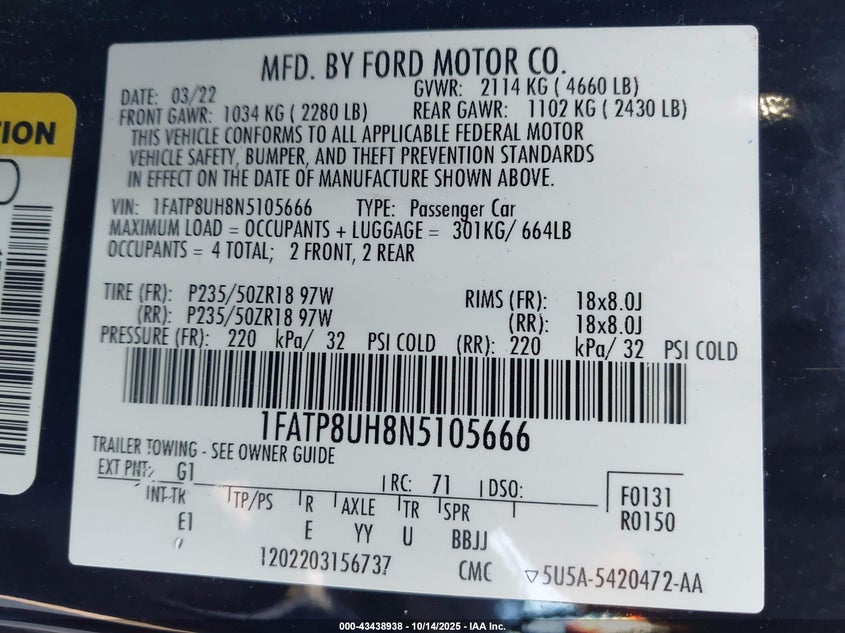 TION
MFD. BY FORD MOTOR CO.
DATE: 03/22 GVWR: 2114 KG ( 4660 LB)
FRONT GAWR: 1034 KG ( 2280 LB) REAR GAWR: 1102 KG ( 2430 LB)
THIS VEHICLE CONFORMS TO ALL APPLICABLE FEDERAL MOTOR
VEHICLE SAFETY, BUMPER, AND THEFT PREVENTION STANDARDS
IN EFFECT ON THE DATE OF MANUFACTURE SHOWN ABOVE.
VIN: 1FATP8UH8N5105666 TYPE: Passenger Car
MAXIMUM LOAD = OCCUPANTS + LUGGAGE = 301KG/ 664LB
OCCUPANTS = 4 TOTAL; 2 FRONT, 2 REAR
TIRE (FR): P235/50ZR18 97W RIMS (FR): 18x8.0J
(RR): P235/50ZR18 97W (RR): 18x8.0J
PRESSURE (FR): 220 kPa/ 32 PSI COLD (RR): 220 kPa/ 32 PSI COLD
1FATP8UH8N5105666
TRAILER TOWING - SEE OWNER GUIDE
EXT PNT: G1 RC: 71 DSO:
INT TK TP/PS R AXLE TR SPR F0131
E1 E YY U BBJJ R0150
1202203156737 CMC ▽5U5A-5420472-AA
000-43438938 - 10/14/2025 - IAA Inc.